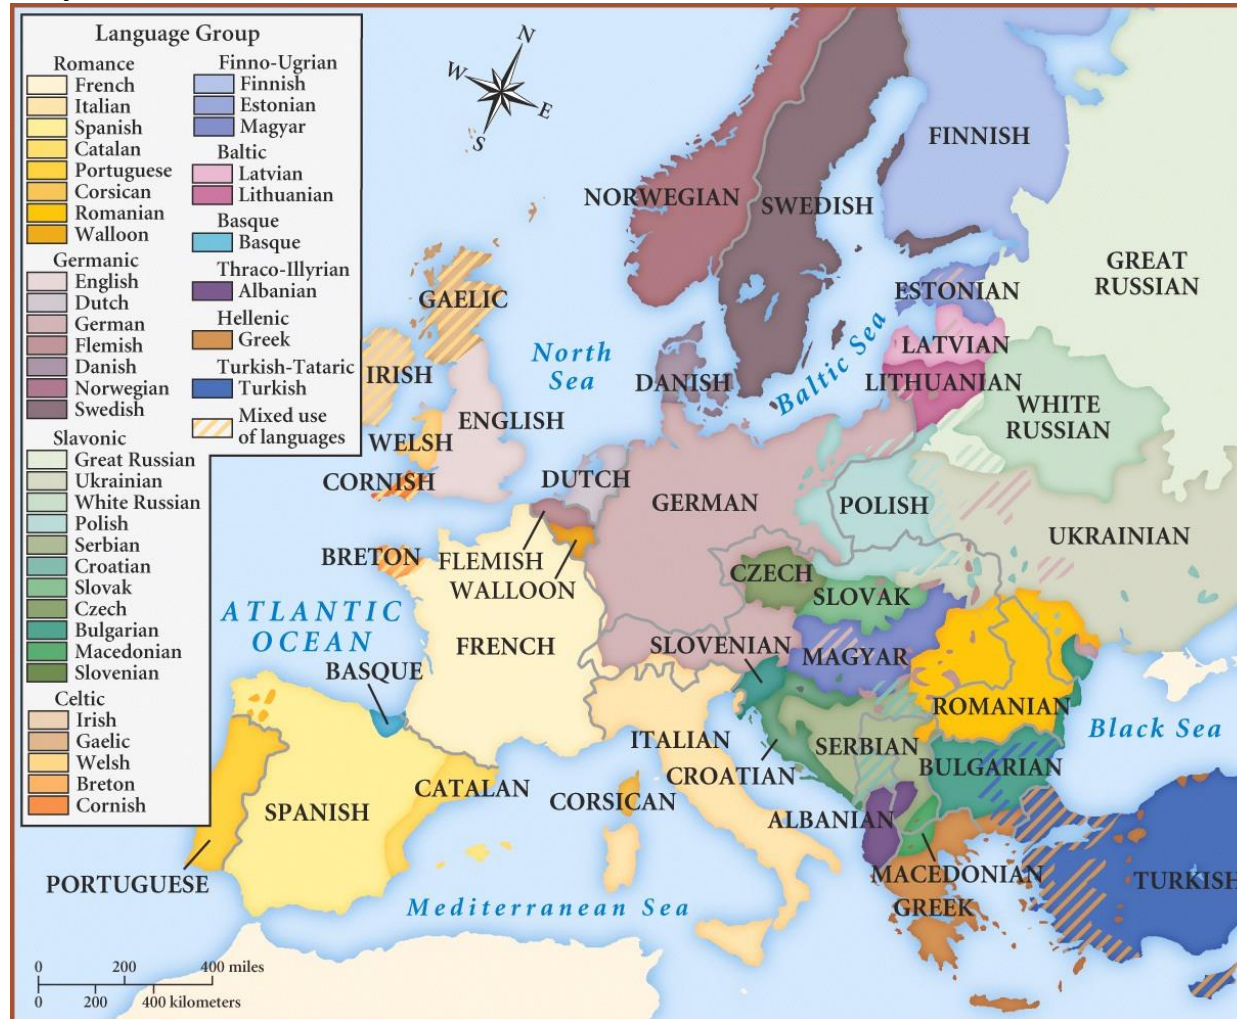 Language Group
Romance
French
Italian
Spanish
Catalan
Portuguese
Corsican
Romanian
Walloon
Germanic
English
Dutch
German
Flemish
Danish
Norwegian
Swedish
Slavonic
Great Russian
Ukrainian
White Russian
Polish
Serbian
Croatian
Slovak
Czech
Bulgarian
Macedonian
Slovenian
Celtic
Irish
Gaelic
Welsh
Breton
Cornish
Finno-Ugrian
Finnish
Estonian
Magyar
Baltic
Latvian
Lithuanian
Basque
Basque
Thraco-Illyrian
Albanian
Hellenic
Greek
Turkish-Tataric
Turkish
Mixed use
of languages
N
W
E
S
FINNISH
NORWEGIAN
SWEDISH
GREAT
RUSSIAN
GAELIC
ESTONIAN
North
Sea
Baltic Sea
LATVIAN
IRISH
DANISH
LITHUANIAN
ENGLISH
WHITE
RUSSIAN
WELSH
CORNISH
DUTCH
GERMAN
POLISH
UKRAINIAN
BRETON
FLEMISH
WALLOON
CZECH
SLOVAK
ATLANTIC
OCEAN
FRENCH
SLOVENIAN
MAGYAR
BASQUE
ROMANIAN
Black Sea
ITALIAN
SERBIAN
CROATIAN
BULGARIAN
CATALAN
CORSICAN
SPANISH
ALBANIAN
PORTUGUESE
MACEDONIAN
TURKISH
GREEK
Mediterranean Sea
0 200 400 miles
0 200 400 kilometers